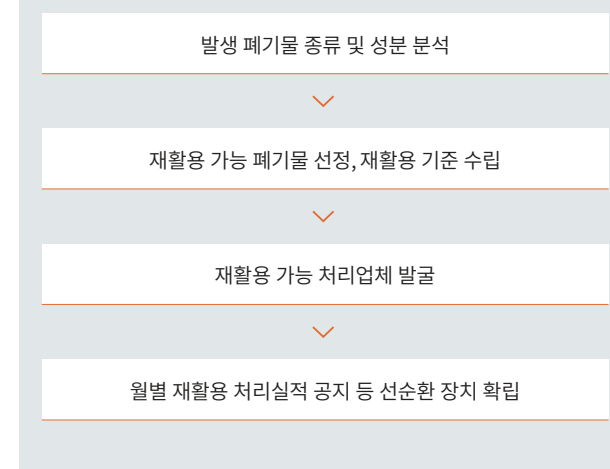 발생 폐기물 종류 및 성분 분석
재활용 가능 폐기물 선정, 재활용 기준 수립
재활용 가능 처리업체 발굴
월별 재활용 처리실적 공지 등 선순환 장치 확립